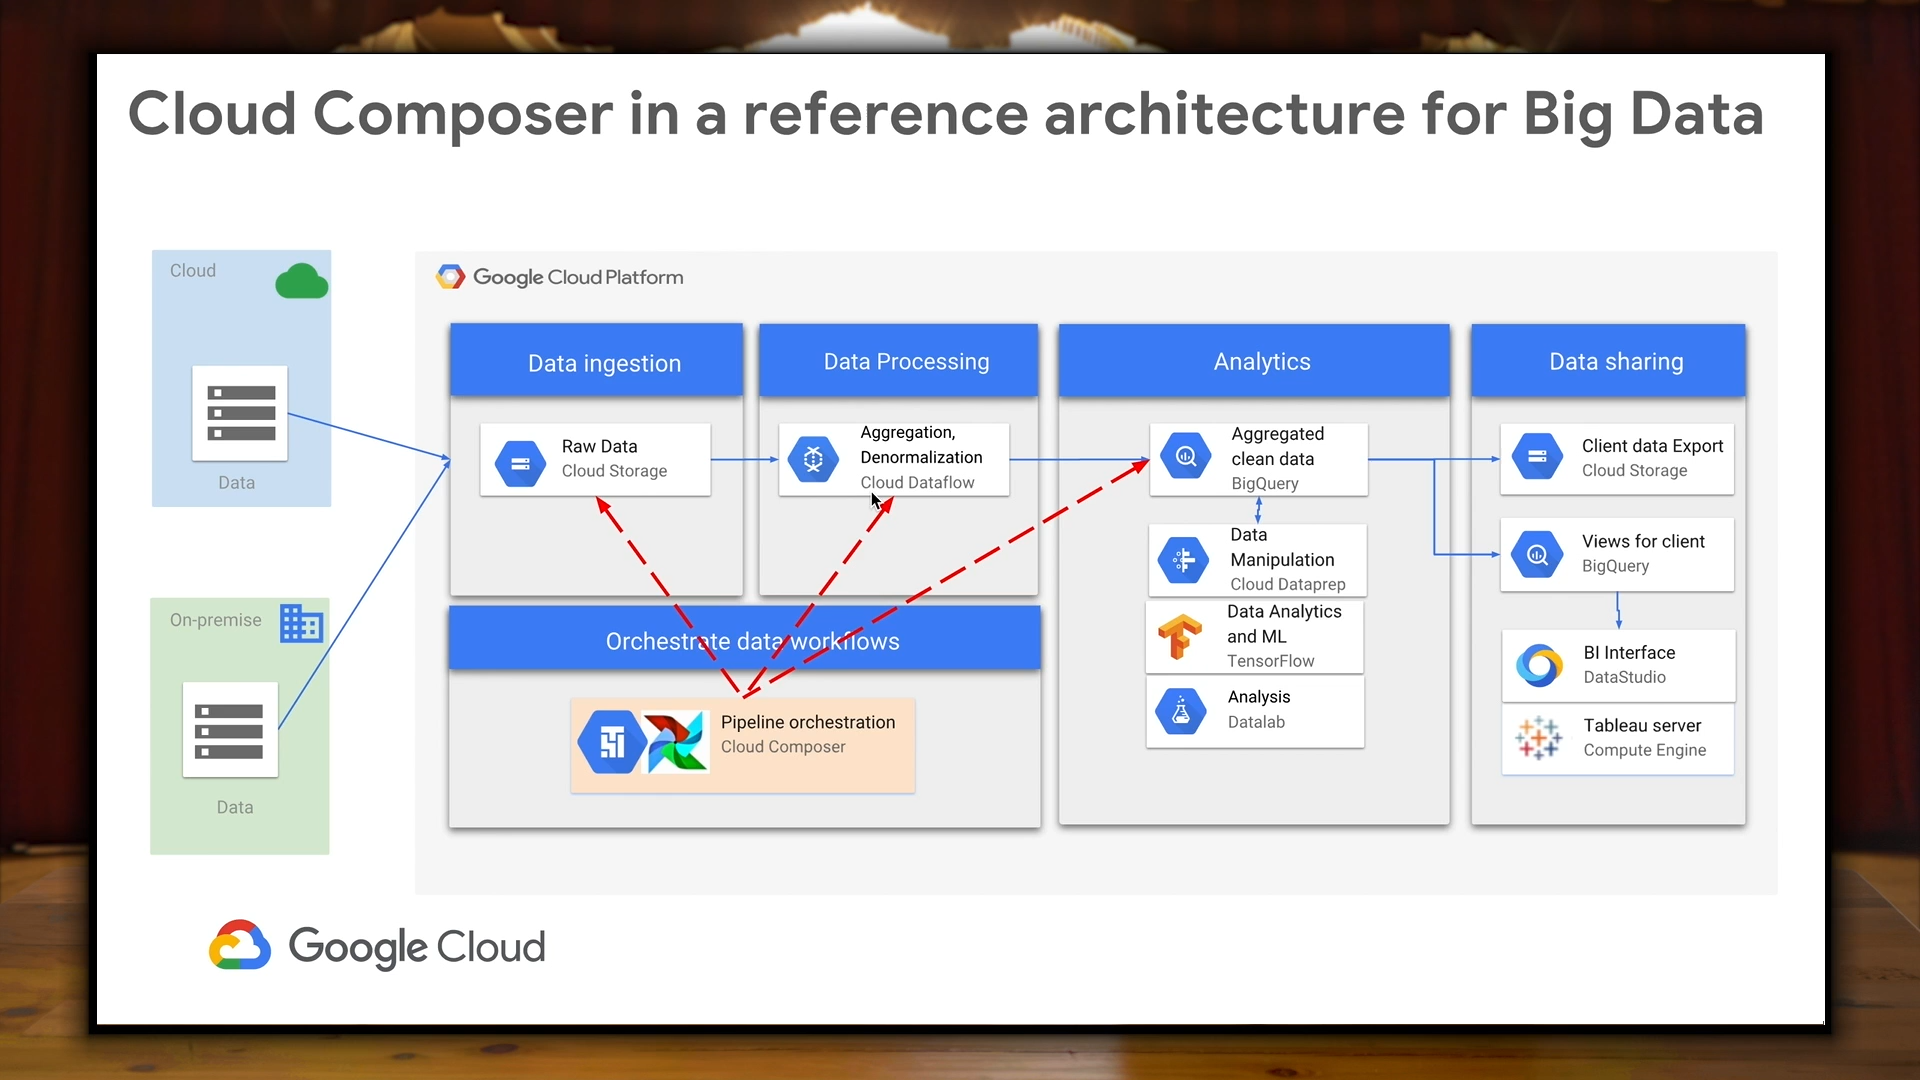 Cloud Composer in a reference architecture for Big Data
Cloud
Data
On-premise
Data
Google Cloud Platform
Data ingestion
Raw Data
Cloud Storage
Data Processing
Aggregation,
Denormalization
Cloud Dataflow
Orchestrate data workflows
Pipeline orchestration
Cloud Composer
Analytics
Aggregated
clean data
BigQuery
Data
Manipulation
Cloud Dataprep
Data Analytics
and ML
TensorFlow
Analysis
Datalab
Data sharing
Client data Export
Cloud Storage
Views for client
BigQuery
BI Interface
DataStudio
Tableau server
Compute Engine
Google Cloud